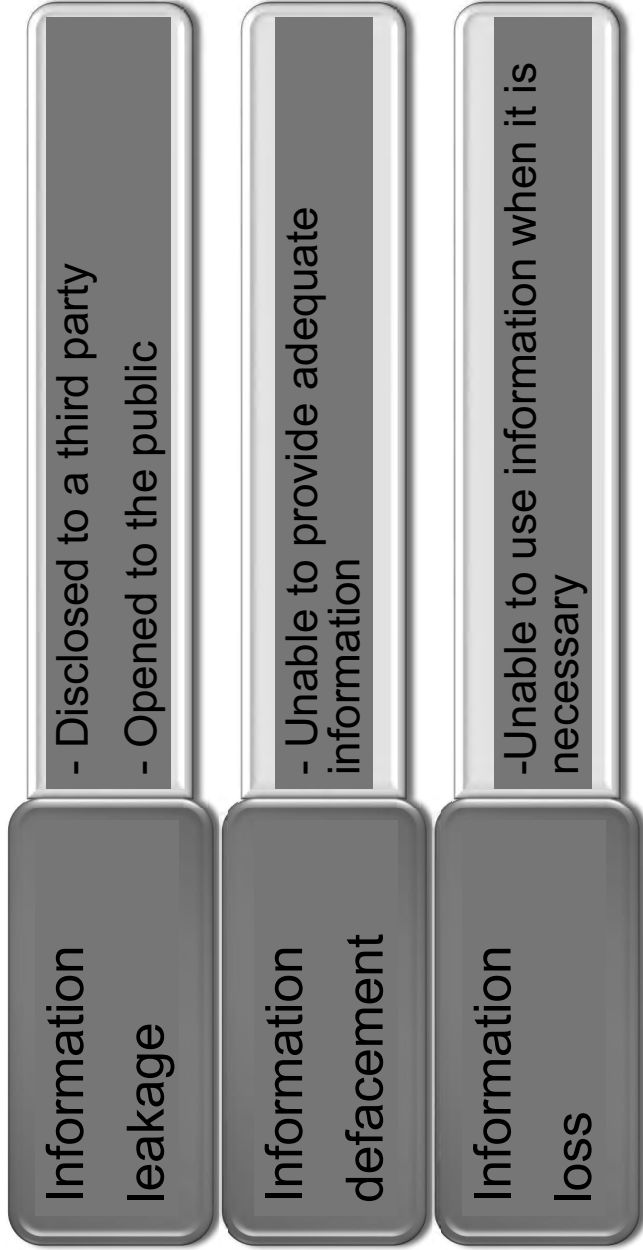 Information
leakage
- Disclosed to a third party
- Opened to the public
Information
defacement
- Unable to provide adequate
information
Information
loss
-Unable to use information when it is
necessary